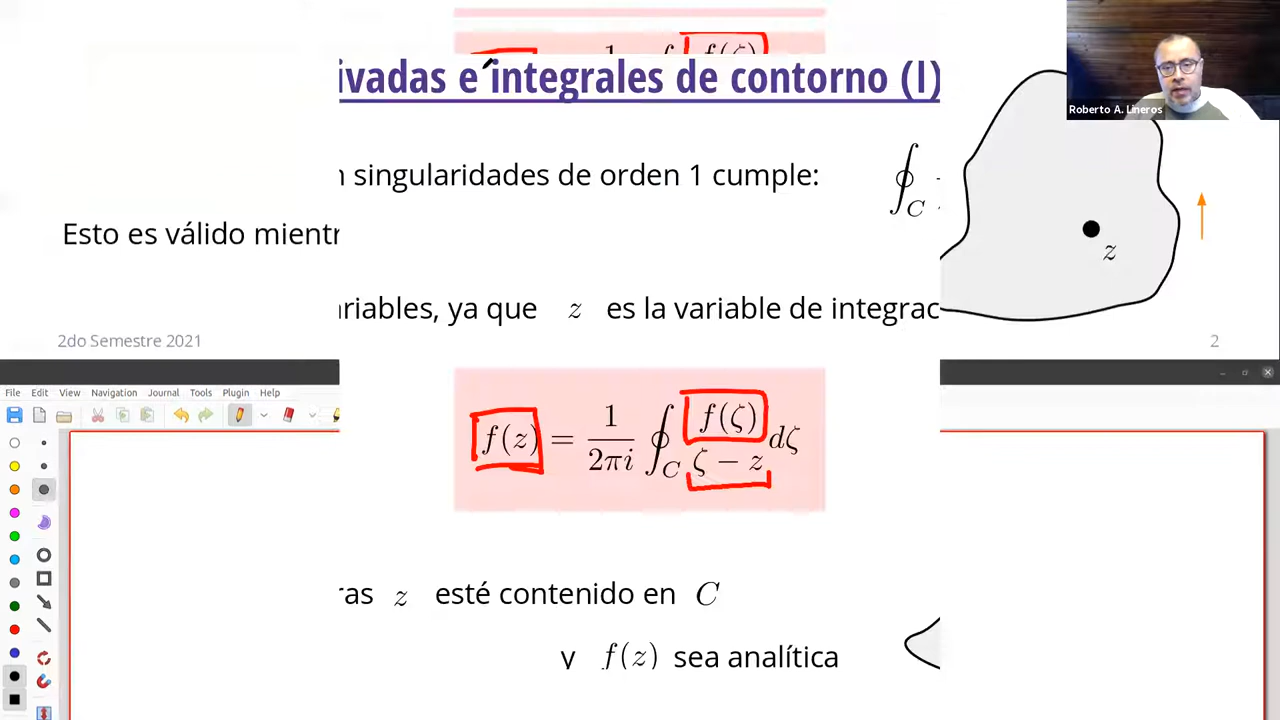 f(ζ)
ivadas e integrales de contorno (I)
Roberto A. Lineros
singularidades de orden 1 cumple:
∮_C
Esto es válido mientr
z
riables, ya que z es la variable de integrac
2do Semestre 2021
2
File Edit View Navigation Journal Tools Plugin Help
f(z) = 1/2πi ∮_C f(ζ)/ζ − z dζ
ras z esté contenido en C
y f(z) sea analítica